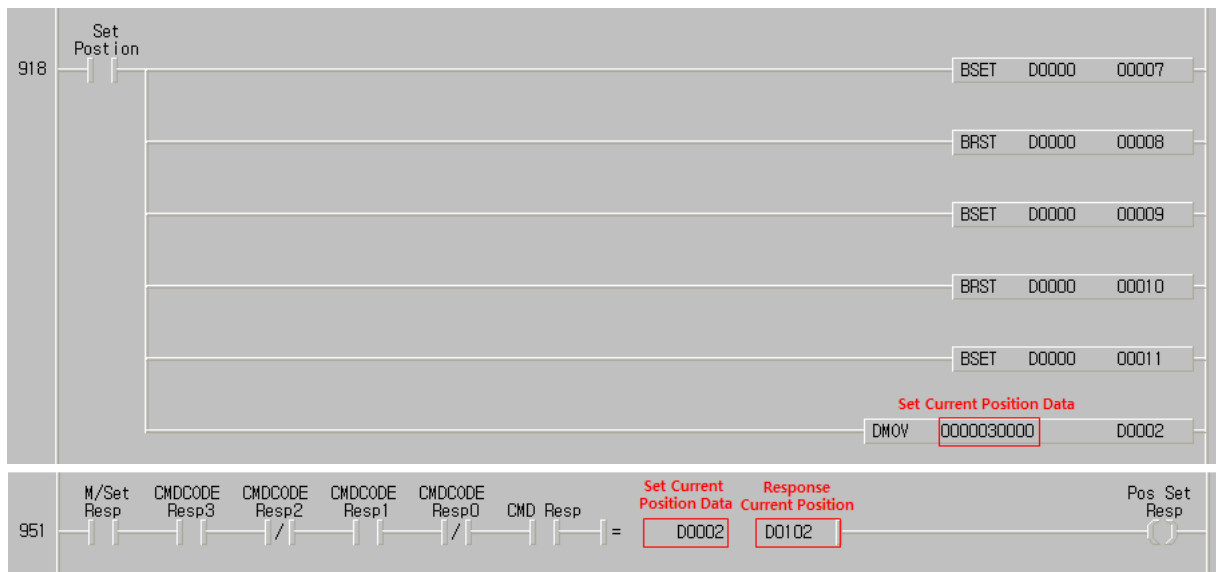 Set
Postion
918
BSET D0000 00007
BRST D0000 00008
BSET D0000 00009
BRST D0000 00010
BSET D0000 00011
Set Current Position Data
DMOV 0000030000 D0002
M/Set CMDCODE CMDCODE CMDCODE CMDCODE Set Current Response Pos Set
Resp Resp3 Resp2 Resp1 Resp0 CMD Resp Position Data Current Position Resp
951 = D0002 D0102